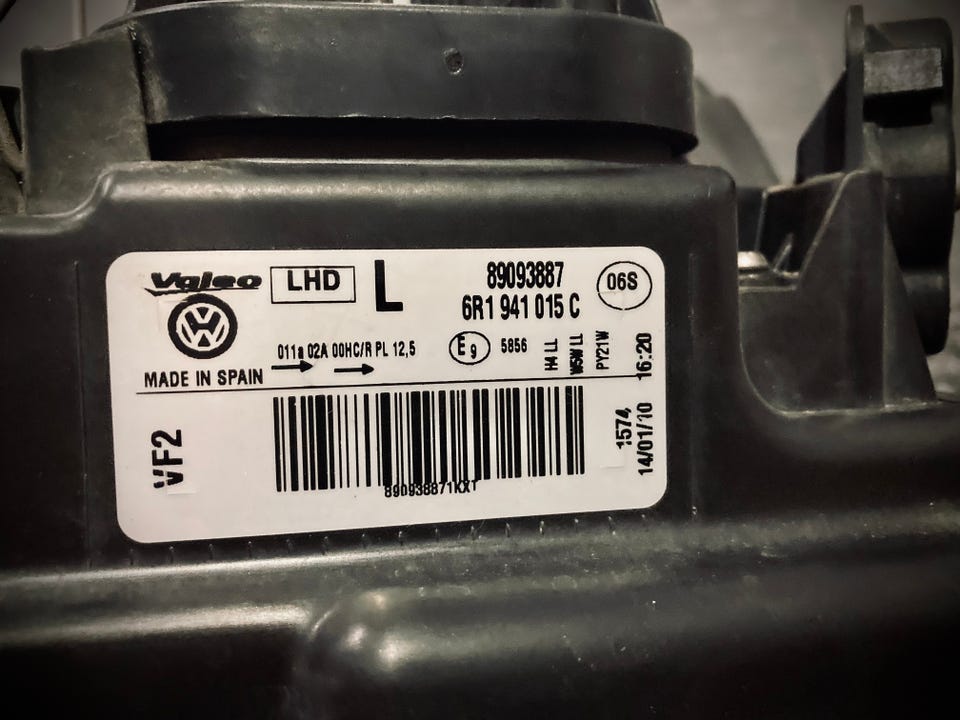 Valeo LHD L 89093887 06S
6R1 941 015 C
011a 02A 00HC/R PL 12,5 E9 5856
H4 LL
W5W LL
PY21W
16:20
MADE IN SPAIN
VF2
1574
14/01/10
890938871KX1